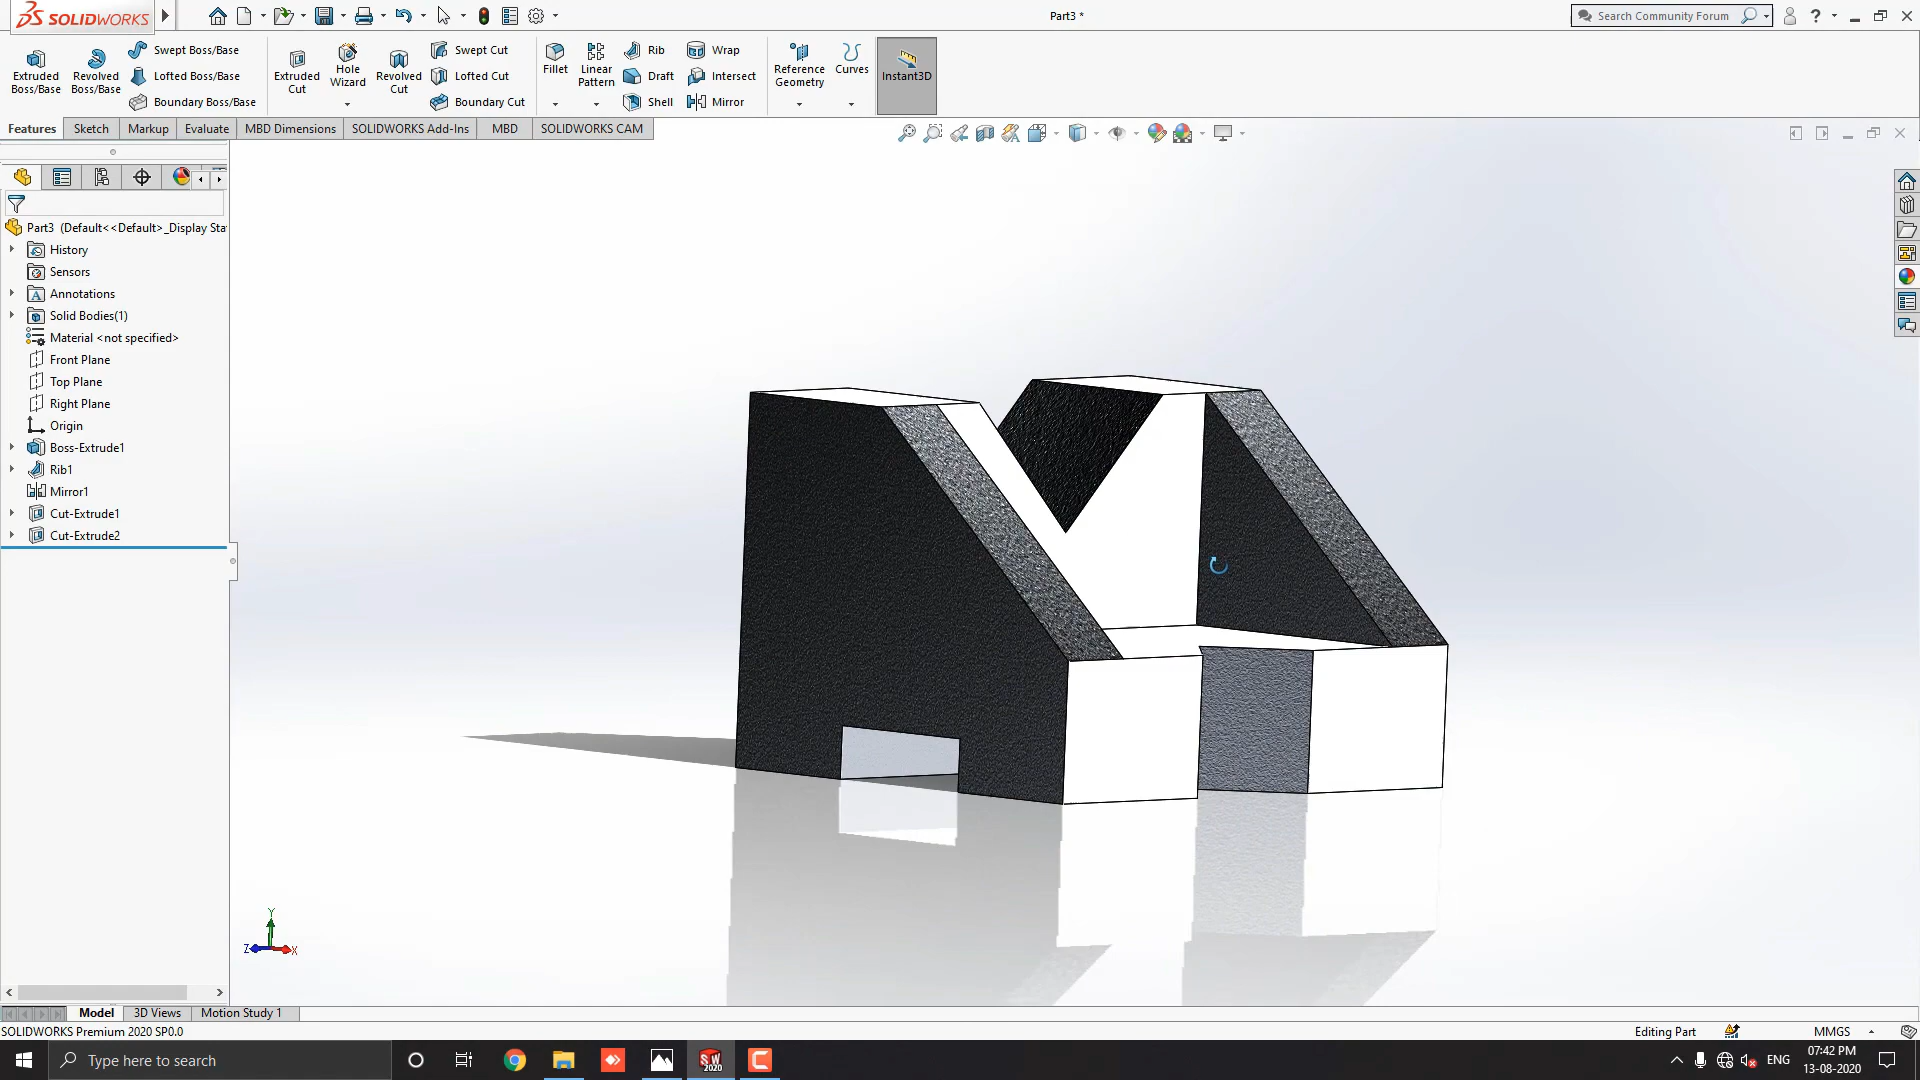 SOLIDWORKS
Part3 *
Search Community Forum
Extruded Boss/Base
Revolved Boss/Base
Swept Boss/Base
Lofted Boss/Base
Boundary Boss/Base
Extruded Cut
Hole Wizard
Revolved Cut
Swept Cut
Lofted Cut
Boundary Cut
Fillet
Linear Pattern
Rib
Draft
Shell
Wrap
Intersect
Mirror
Reference Geometry
Curves
Instant3D
Features
Sketch
Markup
Evaluate
MBD Dimensions
SOLIDWORKS Add-Ins
MBD
SOLIDWORKS CAM
Part3 (Default<<Default>_Display Sta
History
Sensors
Annotations
Solid Bodies(1)
Material <not specified>
Front Plane
Top Plane
Right Plane
Origin
Boss-Extrude1
Rib1
Mirror1
Cut-Extrude1
Cut-Extrude2
Y
Z
X
Model
3D Views
Motion Study 1
SOLIDWORKS Premium 2020 SP0.0
Editing Part
MMGS
Type here to search
SW
2020
ENG
07:42 PM
13-08-2020